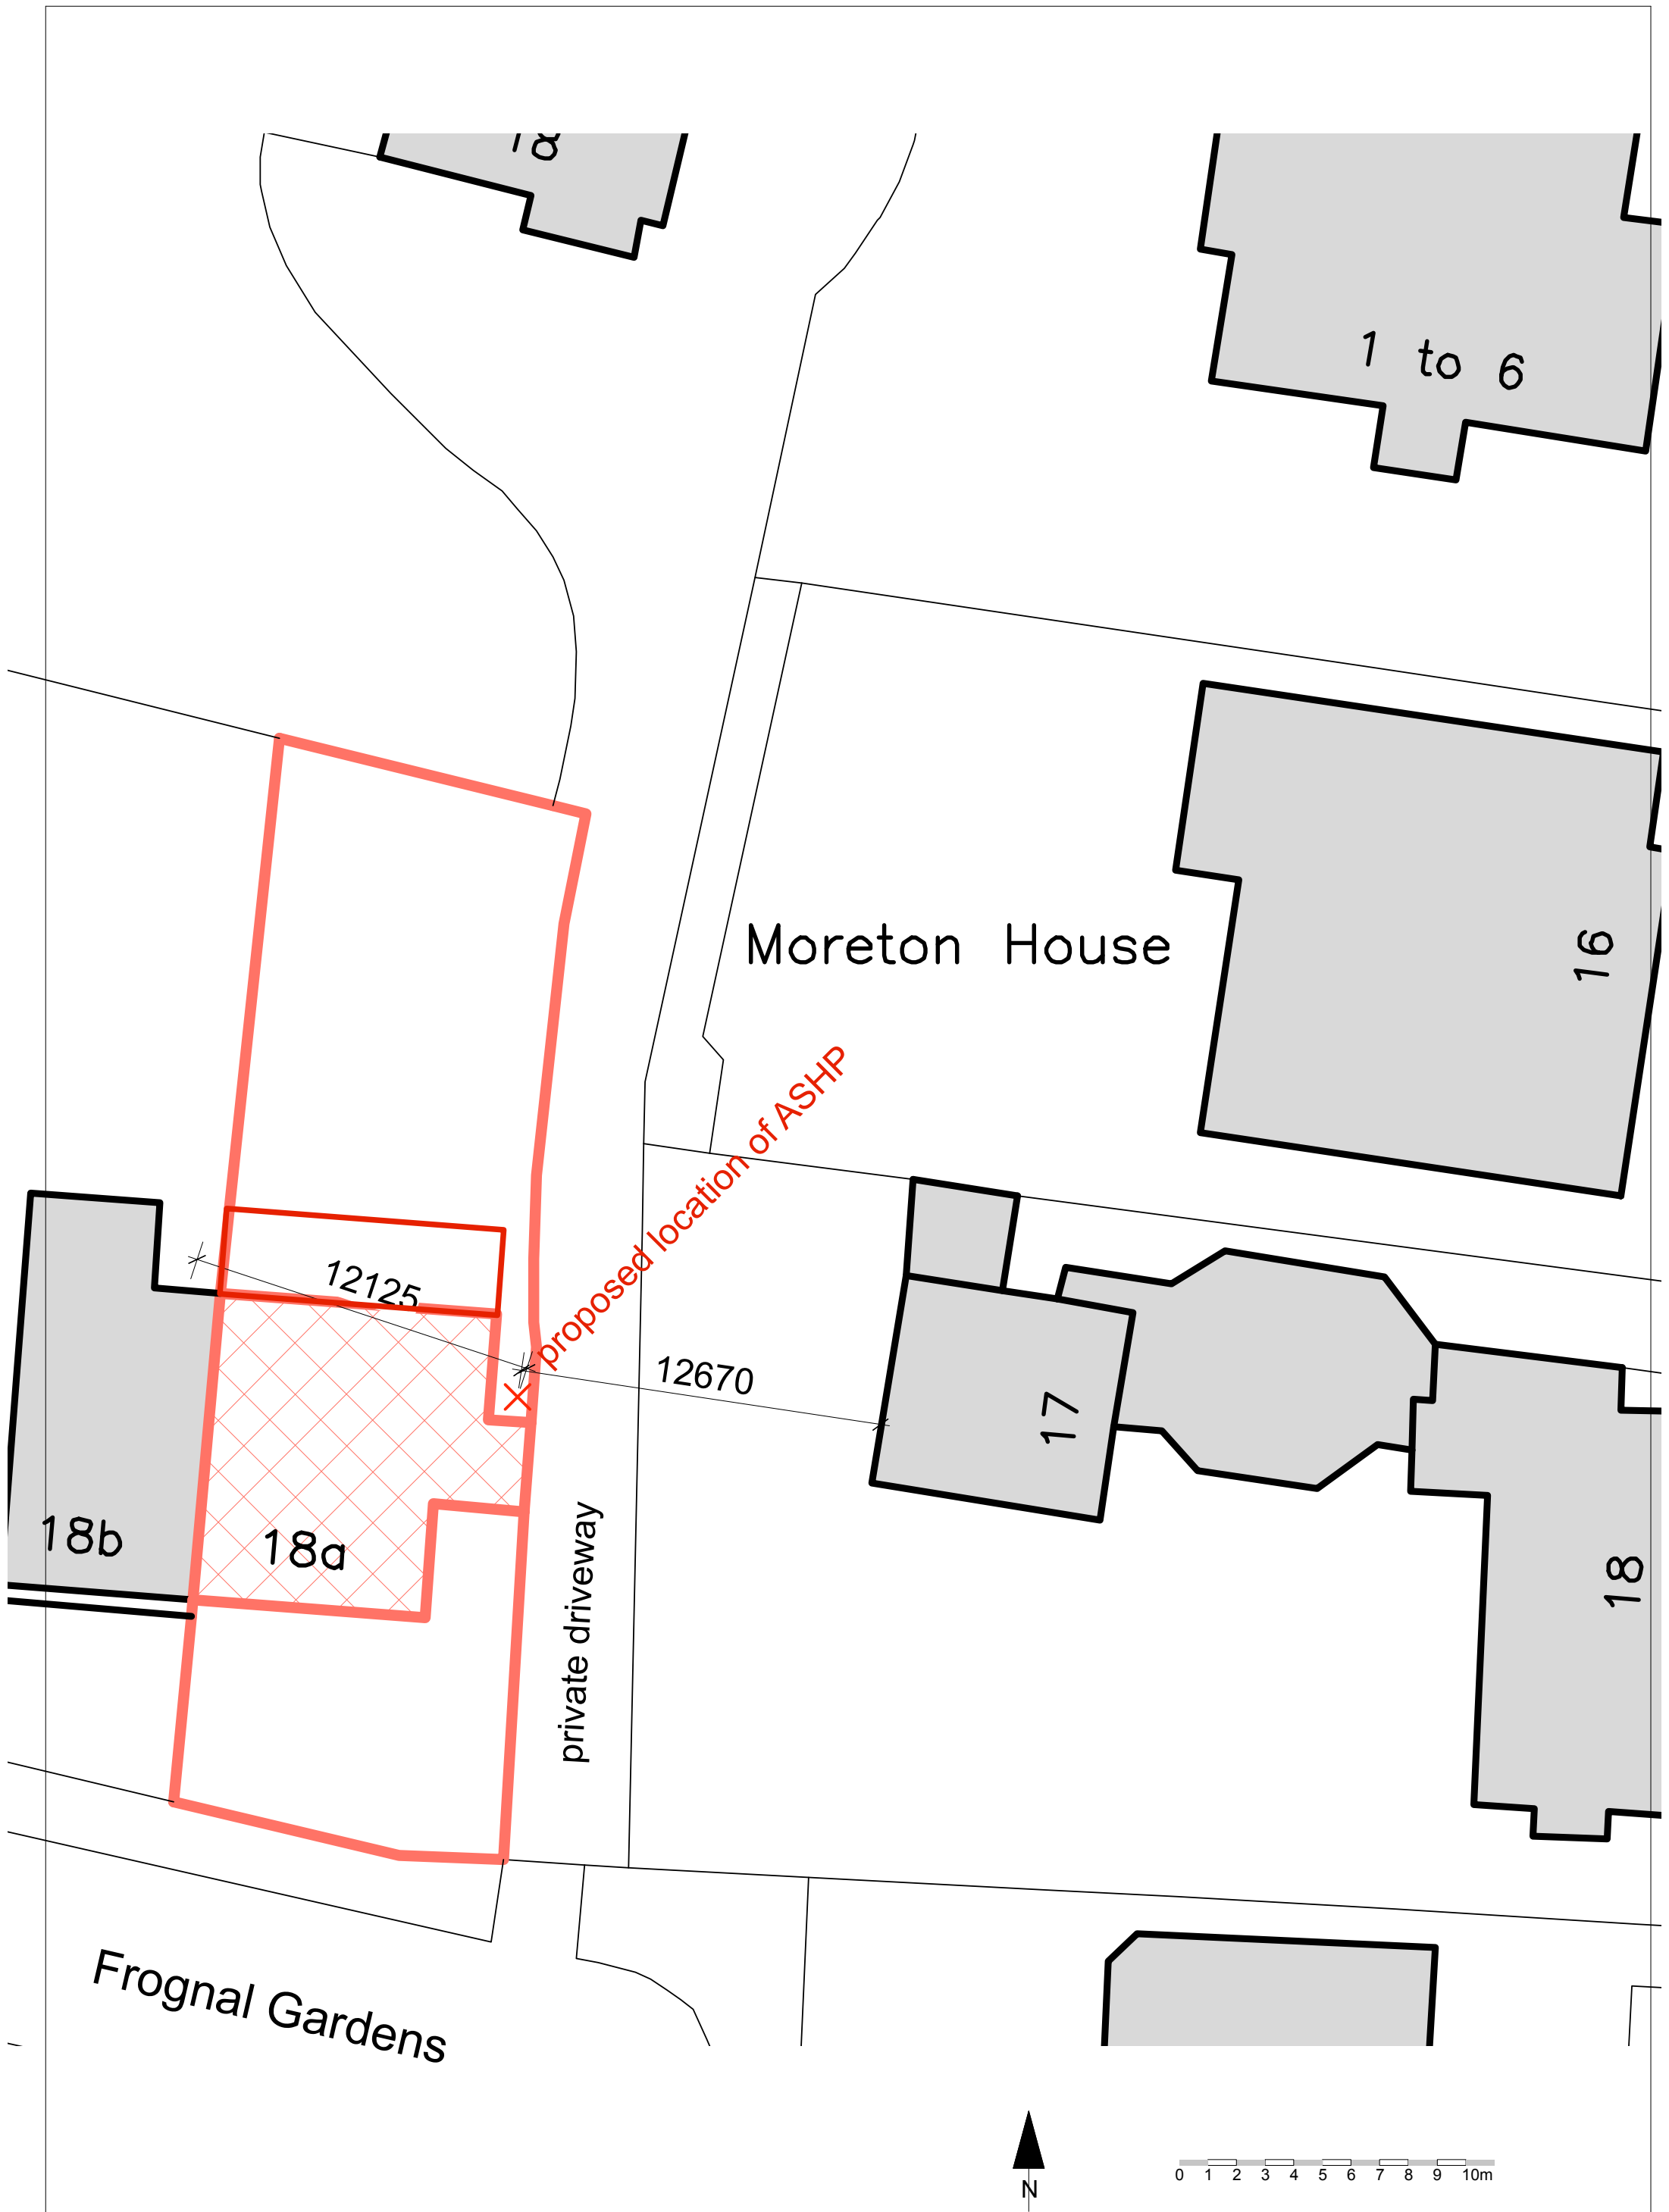 1 to 6
Moreton House
16
proposed location of ASHP
12125
12670
17
18b
18a
18
private driveway
Frognal Gardens
N
0 1 2 3 4 5 6 7 8 9 10m